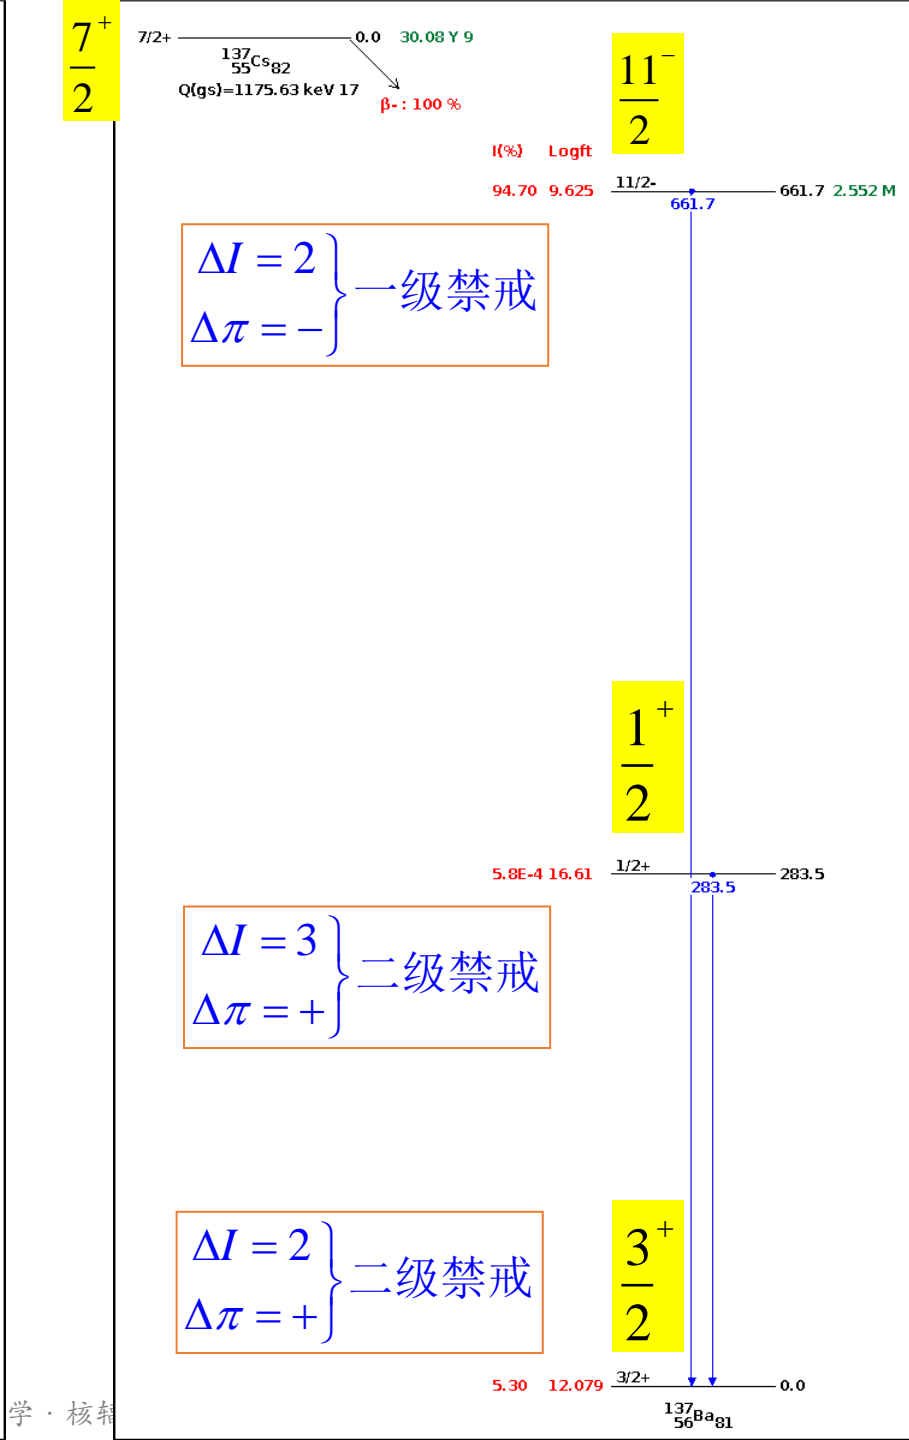 7/2 +
7/2+ 0.0 30.08 Y 9
137 55 Cs 82
Q(gs)=1175.63 keV 17
β- : 100 %
11/2 −
I(%) Logft
94.70 9.625 11/2- 661.7 2.552 M
661.7
ΔI = 2
Δπ = −
一级禁戒
1/2 +
5.8E-4 16.61 1/2+ 283.5
283.5
ΔI = 3
Δπ = +
二级禁戒
ΔI = 2
Δπ = +
二级禁戒
3/2 +
5.30 12.079 3/2+ 0.0
137 56 Ba 81
学 · 核